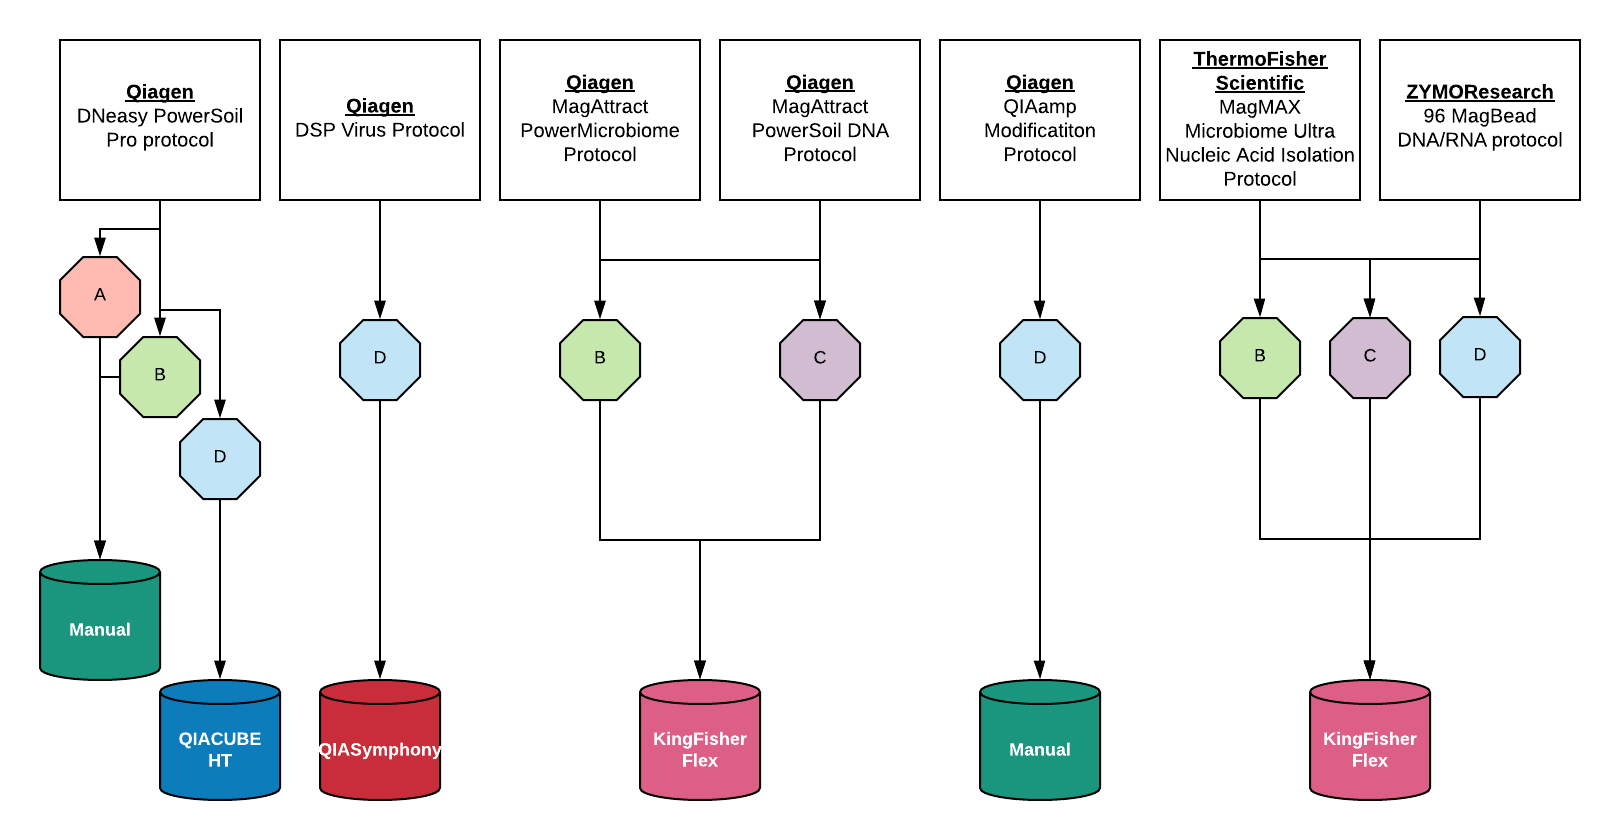 Qiagen
DNeasy PowerSoil
Pro protocol
Qiagen
DSP Virus Protocol
Qiagen
MagAttract
PowerMicrobiome
Protocol
Qiagen
MagAttract
PowerSoil DNA
Protocol
Qiagen
QIAamp
Modificatiton
Protocol
ThermoFisher
Scientific
MagMAX
Microbiome Ultra
Nucleic Acid Isolation
Protocol
ZYMOResearch
96 MagBead
DNA/RNA protocol
A
B
D
D
B
C
D
B
C
D
Manual
QIACUBE
HT
QIASymphony
KingFisher
Flex
Manual
KingFisher
Flex